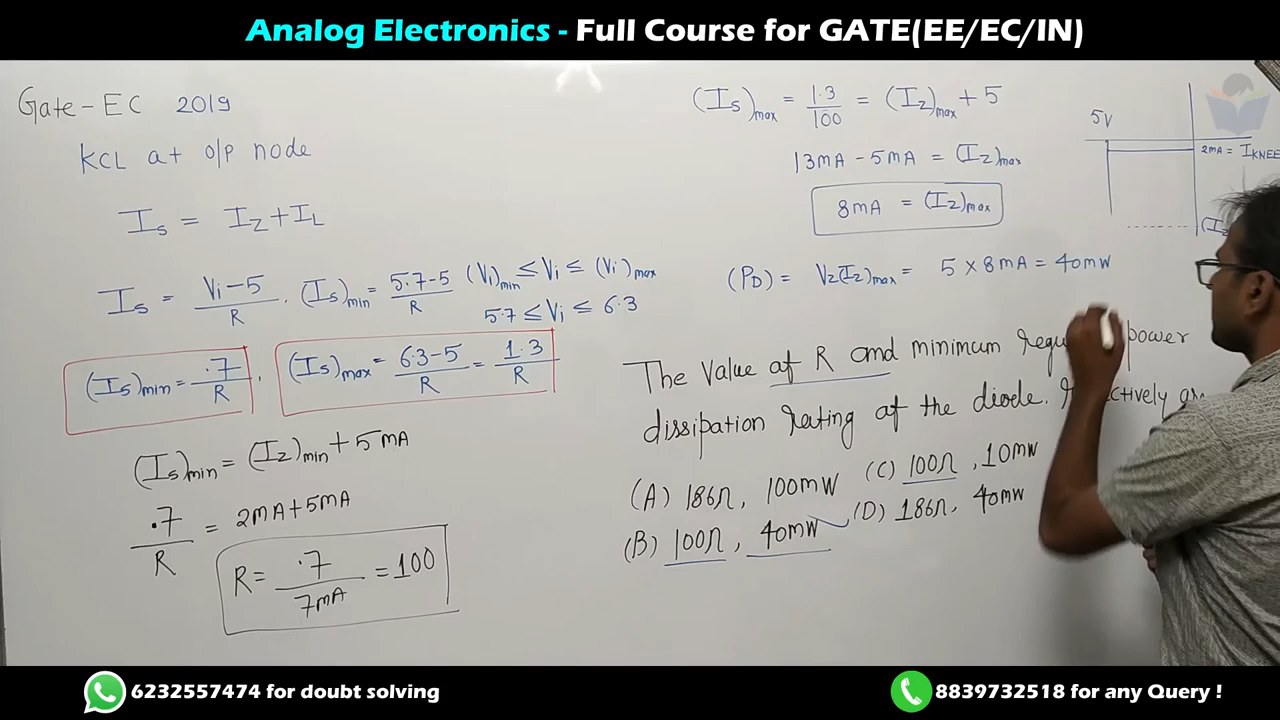 Analog Electronics - Full Course for GATE(EE/EC/IN)
Gate-EC 2019
KCL at O/P node
Is = Iz + IL
Is = Vi-5/R . (Is)min = 5.7-5/R (Vi)min ≤ Vi ≤ (Vi)max
5.7 ≤ Vi ≤ 6.3
(Is)min = .7/R . (Is)max = 6.3-5/R = 1.3/R
(Is)min = (Iz)min + 5mA
.7/R = 2mA+5mA
R = .7/7mA = 100
(Is)max = 1.3/100 = (Iz)max + 5
13mA - 5mA = (Iz)max
8mA = (Iz)max
(PD) = Vz(Iz)max = 5 × 8mA = 40mW
5V
2mA = IKNEE
(Iz
The Value of R and minimum power
dissipation rating of the diode.
(A) 186Ω, 100mW (C) 100Ω, 10mW
(B) 100Ω, 40mW (D) 186Ω, 40mW
6232557474 for doubt solving
8839732518 for any Query !